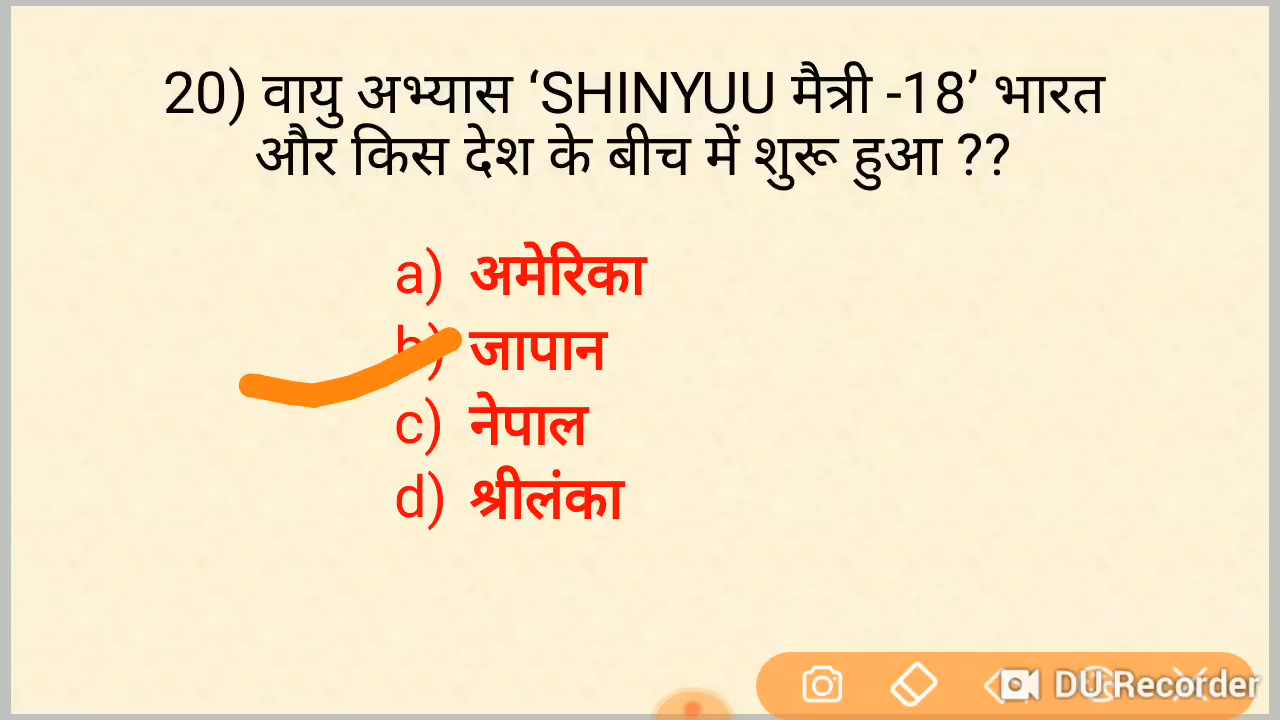 20) वायु अभ्यास ‘SHINYUU मैत्री -18’ भारत
और किस देश के बीच में शुरू हुआ ??
a) अमेरिका
b) जापान
c) नेपाल
d) श्रीलंका
DU Recorder